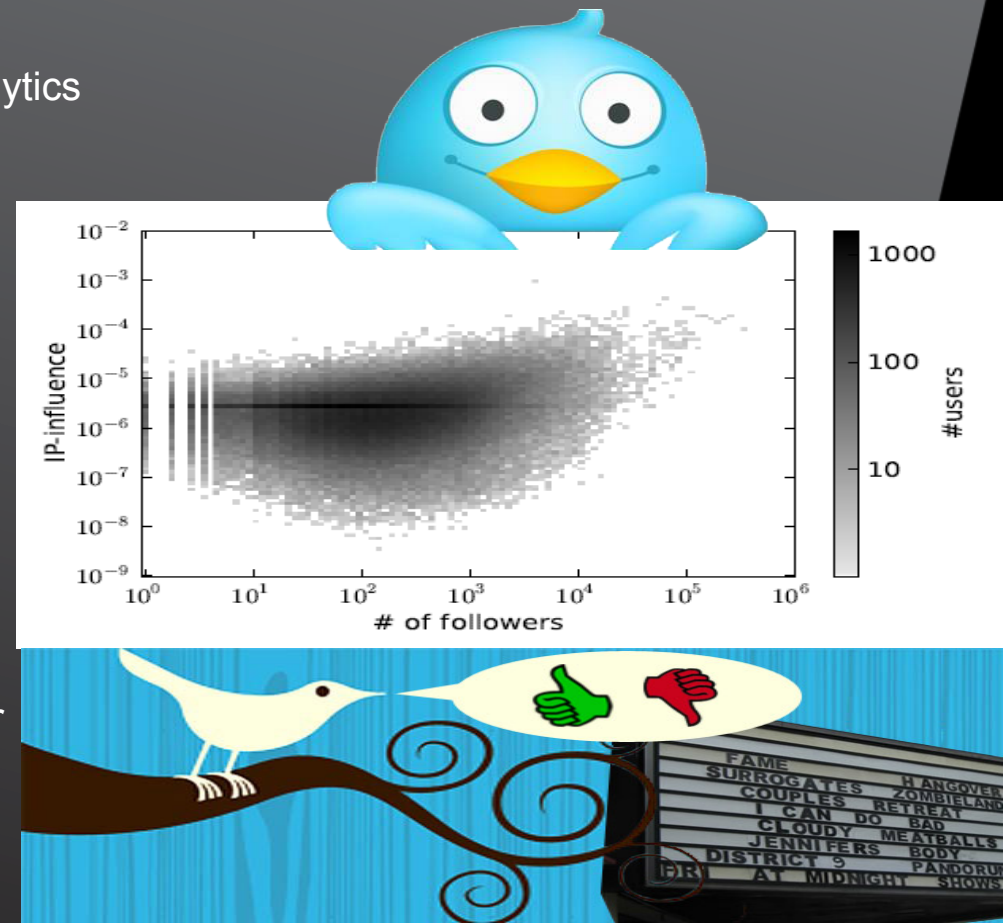 ytics
10⁻²
10⁻³
10⁻⁴
10⁻⁵
10⁻⁶
10⁻⁷
10⁻⁸
10⁻⁹
IP-influence
10⁰ 10¹ 10² 10³ 10⁴ 10⁵ 10⁶
# of followers
1000
100
10
#users
FAME HANGOVER
SURROGATES ZOMBIELAND
COUPLES RETREAT
I CAN DO BAD
CLOUDY MEATBALLS
JENNIFERS BODY
DISTRICT 9 PANDORUM
FRI AT MIDNIGHT SHOWS